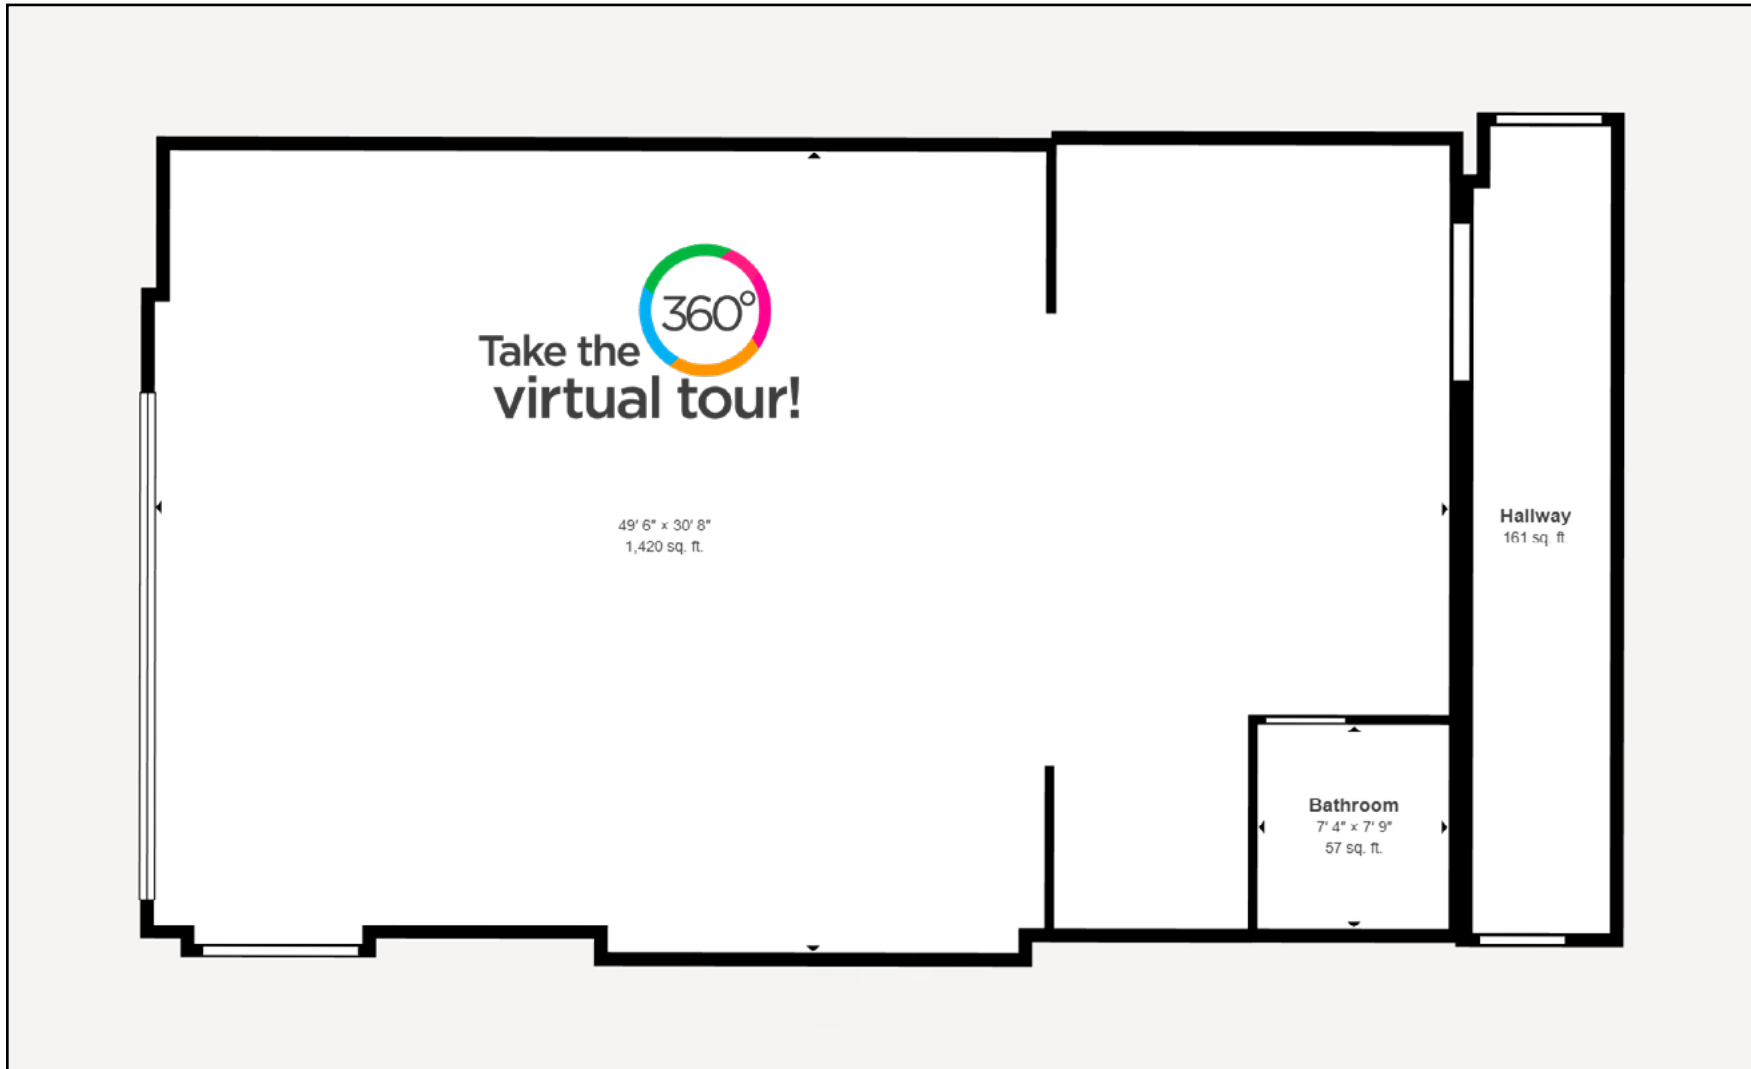 360°
Take the
virtual tour!
49' 6" × 30' 8"
1,420 sq. ft.
Hallway
161 sq. ft
Bathroom
7' 4" × 7' 9"
57 sq. ft.